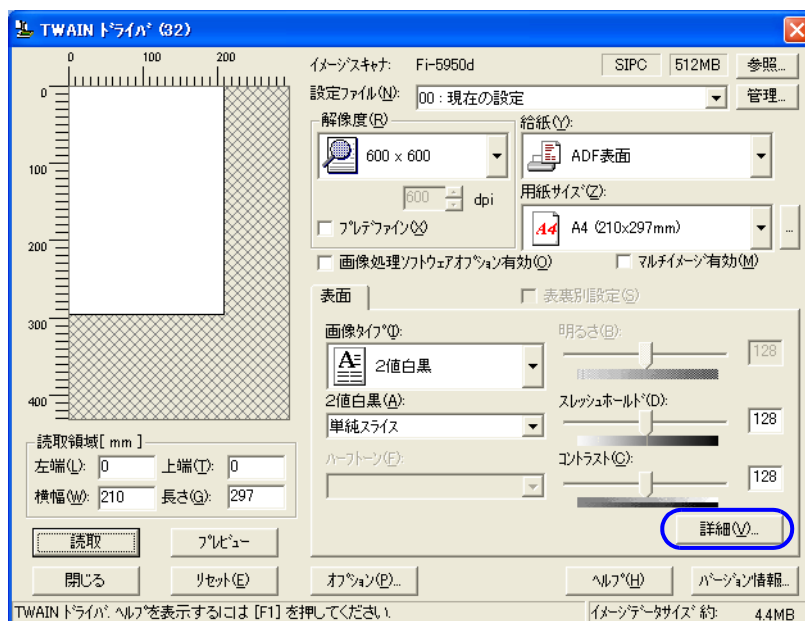 TWAIN ﾄﾞﾗｲﾊﾞ (32)
0 100 200
0
100
200
300
400
イメージスキャナ: Fi-5950d SIPC 512MB 参照...
設定ファイル(N): 00 : 現在の設定 管理...
解像度(R)
600 × 600
600 dpi
プレデファイン(X)
給紙(Y):
ADF表面
用紙サイズ(Z):
A4 A4 (210x297mm) ...
画像処理ソフトウェアオプション有効(O) マルチイメージ有効(M)
表面 表裏別設定(S)
画像タイプ(I):
A 2値白黒
2値白黒(A):
単純スライス
ハーフトーン(F):
明るさ(B):
128
スレッシュホールド(D):
128
コントラスト(C):
128
詳細(V)...
読取領域[ mm ]
左端(L): 0 上端(T): 0
横幅(W): 210 長さ(G): 297
読取 プレビュー
閉じる リセット(E) オプション(P)... ヘルプ(H) バージョン情報...
TWAIN ドライバ. ヘルプを表示するには [F1] を押してください. イメージデータサイズ 約: 4.4MB